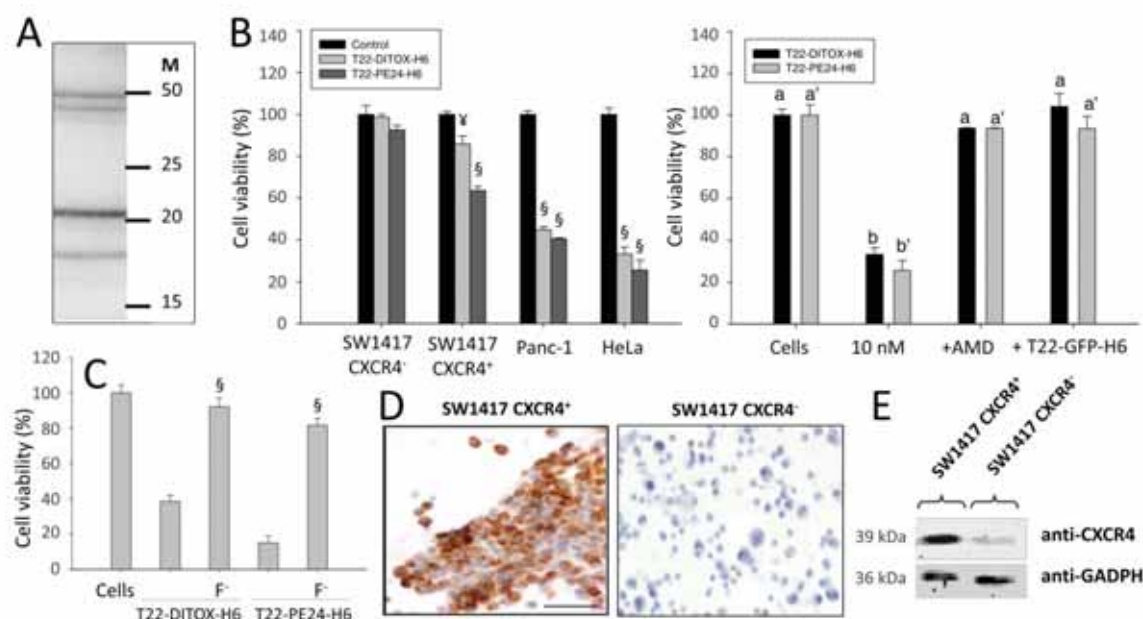 A
M
50
25
20
15
B
Cell viability (%)
140
120
100
80
60
40
20
0
Control
T22-DITOX-H6
T22-PE24-H6
¥
§
§
§
§
§
SW1417
CXCR4-
SW1417
CXCR4+
Panc-1
HeLa
Cell viability (%)
140
120
100
80
60
40
20
0
T22-DITOX-H6
T22-PE24-H6
a
a'
b
b'
a
a'
a
a'
Cells
10 nM
+AMD
+ T22-GFP-H6
C
Cell viability (%)
120
100
80
60
40
20
0
§
§
Cells
F-
F-
T22-DITOX-H6
T22-PE24-H6
D
SW1417 CXCR4+
SW1417 CXCR4-
E
SW1417 CXCR4+
SW1417 CXCR4-
39 kDa
anti-CXCR4
36 kDa
anti-GADPH